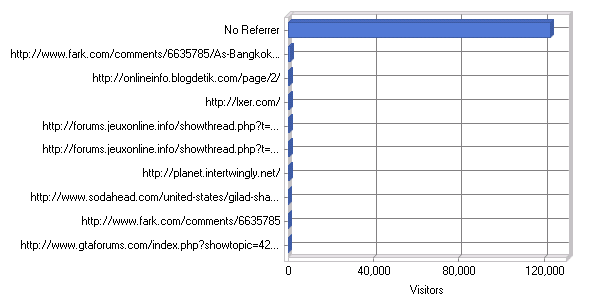 No Referrer
http://www.fark.com/comments/6635785/As-Bangkok...
http://onlineinfo.blogdetik.com/page/2/
http://lxer.com/
http://forums.jeuxonline.info/showthread.php?t=...
http://forums.jeuxonline.info/showthread.php?t=...
http://planet.intertwingly.net/
http://www.sodahead.com/united-states/gilad-sha...
http://www.fark.com/comments/6635785
http://www.gtaforums.com/index.php?showtopic=42...
0 40,000 80,000 120,000
Visitors